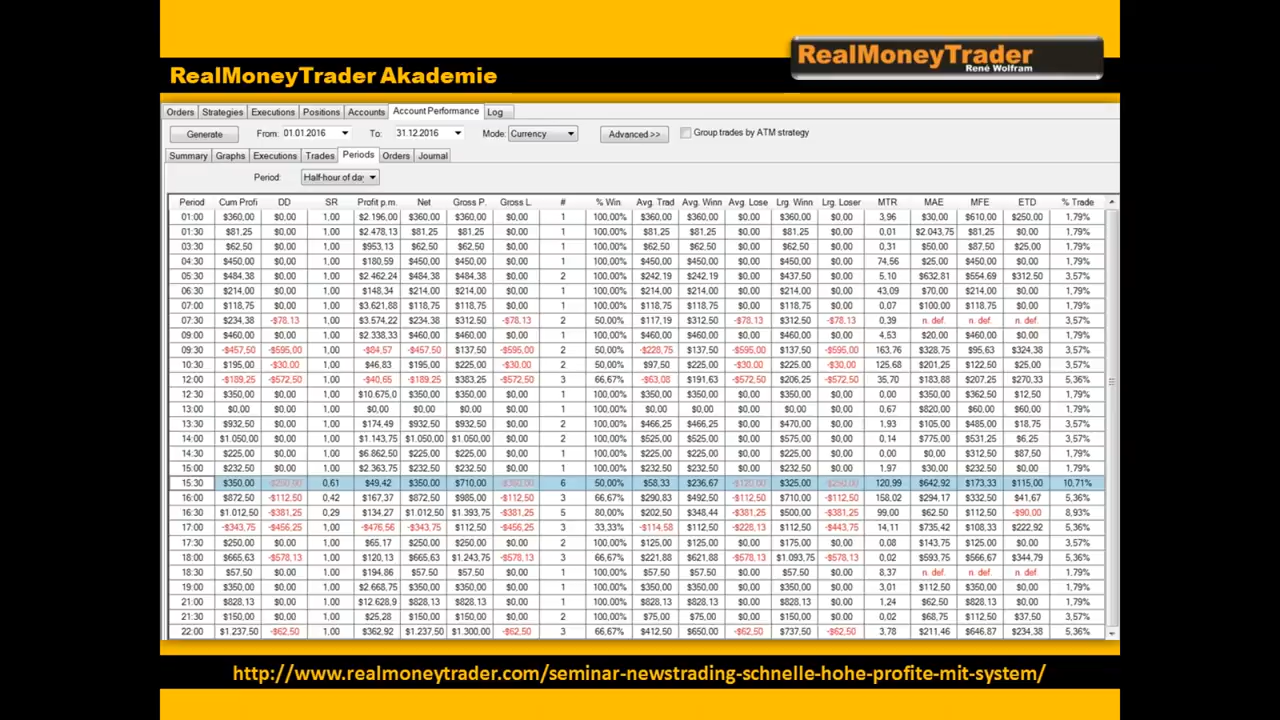 RealMoneyTrader
René Wolfram
RealMoneyTrader Akademie
Orders Strategies Executions Positions Accounts Account Performance Log
Generate From: 01.01.2016 To: 31.12.2016 Mode: Currency Advanced >> Group trades by ATM strategy
Summary Graphs Executions Trades Periods Orders Journal
Period: Half-hour of day
Period Cum Profi DD SR Profit p.m. Net Gross P. Gross L. # % Win Avg. Trad Avg. Winn Avg. Lose Lrg. Winn Lrg. Loser MTR MAE MFE ETD % Trade
01:00 $360,00 $0,00 1,00 $2.196,00 $360,00 $360,00 $0,00 1 100,00% $360,00 $360,00 $0,00 $360,00 $0,00 3,96 $30,00 $610,00 $250,00 1,79%
01:30 $81,25 $0,00 1,00 $2.478,13 $81,25 $81,25 $0,00 1 100,00% $81,25 $81,25 $0,00 $81,25 $0,00 0,01 $2.043,75 $81,25 $0,00 1,79%
03:30 $62,50 $0,00 1,00 $953,13 $62,50 $62,50 $0,00 1 100,00% $62,50 $62,50 $0,00 $62,50 $0,00 0,31 $50,00 $87,50 $25,00 1,79%
04:30 $450,00 $0,00 1,00 $180,59 $450,00 $450,00 $0,00 1 100,00% $450,00 $450,00 $0,00 $450,00 $0,00 74,56 $25,00 $450,00 $0,00 1,79%
05:30 $484,38 $0,00 1,00 $2.462,24 $484,38 $484,38 $0,00 2 100,00% $242,19 $242,19 $0,00 $437,50 $0,00 5,10 $632,81 $554,69 $312,50 3,57%
06:30 $214,00 $0,00 1,00 $148,34 $214,00 $214,00 $0,00 1 100,00% $214,00 $214,00 $0,00 $214,00 $0,00 43,09 $70,00 $214,00 $0,00 1,79%
07:00 $118,75 $0,00 1,00 $3.621,88 $118,75 $118,75 $0,00 1 100,00% $118,75 $118,75 $0,00 $118,75 $0,00 0,07 $100,00 $118,75 $0,00 1,79%
07:30 $234,38 -$78,13 1,00 $3.574,22 $234,38 $312,50 -$78,13 2 50,00% $117,19 $312,50 -$78,13 $312,50 -$78,13 0,39 n. def. n. def. n. def. 3,57%
09:00 $460,00 $0,00 1,00 $2.338,33 $460,00 $460,00 $0,00 1 100,00% $460,00 $460,00 $0,00 $460,00 $0,00 4,53 $20,00 $460,00 $0,00 1,79%
09:30 -$457,50 -$595,00 1,00 -$84,57 -$457,50 $137,50 -$595,00 2 50,00% -$228,75 $137,50 -$595,00 $137,50 -$595,00 163,76 $328,75 $95,63 $324,38 3,57%
10:30 $195,00 -$30,00 1,00 $46,83 $195,00 $225,00 -$30,00 2 50,00% $97,50 $225,00 -$30,00 $225,00 -$30,00 125,68 $201,25 $122,50 $25,00 3,57%
12:00 -$189,25 -$572,50 1,00 -$40,65 -$189,25 $383,25 -$572,50 3 66,67% -$63,08 $191,63 -$572,50 $206,25 -$572,50 35,70 $183,88 $207,25 $270,33 5,36%
12:30 $350,00 $0,00 1,00 $10.675,0 $350,00 $350,00 $0,00 1 100,00% $350,00 $350,00 $0,00 $350,00 $0,00 0,00 $350,00 $362,50 $12,50 1,79%
13:00 $0,00 $0,00 1,00 $0,00 $0,00 $0,00 $0,00 1 100,00% $0,00 $0,00 $0,00 $0,00 $0,00 0,67 $820,00 $60,00 $60,00 1,79%
13:30 $932,50 $0,00 1,00 $174,49 $932,50 $932,50 $0,00 2 100,00% $466,25 $466,25 $0,00 $470,00 $0,00 1,93 $105,00 $485,00 $18,75 3,57%
14:00 $1.050,00 $0,00 1,00 $1.143,75 $1.050,00 $1.050,00 $0,00 2 100,00% $525,00 $525,00 $0,00 $575,00 $0,00 0,14 $775,00 $531,25 $6,25 3,57%
14:30 $225,00 $0,00 1,00 $6.862,50 $225,00 $225,00 $0,00 1 100,00% $225,00 $225,00 $0,00 $225,00 $0,00 0,00 $0,00 $312,50 $87,50 1,79%
15:00 $232,50 $0,00 1,00 $2.363,75 $232,50 $232,50 $0,00 1 100,00% $232,50 $232,50 $0,00 $232,50 $0,00 1,97 $30,00 $232,50 $0,00 1,79%
15:30 $350,00 -$250,00 0,61 $49,42 $350,00 $710,00 -$360,00 6 50,00% $58,33 $236,67 -$120,00 $325,00 -$250,00 120,99 $642,92 $173,33 $115,00 10,71%
16:00 $872,50 -$112,50 0,42 $167,37 $872,50 $985,00 -$112,50 3 66,67% $290,83 $492,50 -$112,50 $710,00 -$112,50 158,02 $294,17 $332,50 $41,67 5,36%
16:30 $1.012,50 -$381,25 0,29 $134,27 $1.012,50 $1.393,75 -$381,25 5 80,00% $202,50 $348,44 -$381,25 $500,00 -$381,25 99,00 $62,50 $112,50 -$90,00 8,93%
17:00 -$343,75 -$456,25 1,00 -$476,56 -$343,75 $112,50 -$456,25 3 33,33% -$114,58 $112,50 -$228,13 $112,50 -$443,75 14,11 $735,42 $108,33 $222,92 5,36%
17:30 $250,00 $0,00 1,00 $65,17 $250,00 $250,00 $0,00 2 100,00% $125,00 $125,00 $0,00 $175,00 $0,00 0,08 $143,75 $125,00 $0,00 3,57%
18:00 $665,63 -$578,13 1,00 $120,13 $665,63 $1.243,75 -$578,13 3 66,67% $221,88 $621,88 -$578,13 $1.093,75 -$578,13 0,02 $593,75 $566,67 $344,79 5,36%
18:30 $57,50 $0,00 1,00 $194,86 $57,50 $57,50 $0,00 1 100,00% $57,50 $57,50 $0,00 $57,50 $0,00 8,37 n. def. n. def. n. def. 1,79%
19:00 $350,00 $0,00 1,00 $2.668,75 $350,00 $350,00 $0,00 1 100,00% $350,00 $350,00 $0,00 $350,00 $0,00 3,01 $112,50 $350,00 $0,00 1,79%
21:00 $828,13 $0,00 1,00 $12.628,9 $828,13 $828,13 $0,00 1 100,00% $828,13 $828,13 $0,00 $828,13 $0,00 1,24 $62,50 $828,13 $0,00 1,79%
21:30 $150,00 $0,00 1,00 $25,28 $150,00 $150,00 $0,00 2 100,00% $75,00 $75,00 $0,00 $150,00 $0,00 0,02 $68,75 $112,50 $37,50 3,57%
22:00 $1.237,50 -$62,50 1,00 $362,92 $1.237,50 $1.300,00 -$62,50 3 66,67% $412,50 $650,00 -$62,50 $737,50 -$62,50 3,78 $211,46 $646,87 $234,38 5,36%
http://www.realmoneytrader.com/seminar-newstrading-schnelle-hohe-profite-mit-system/